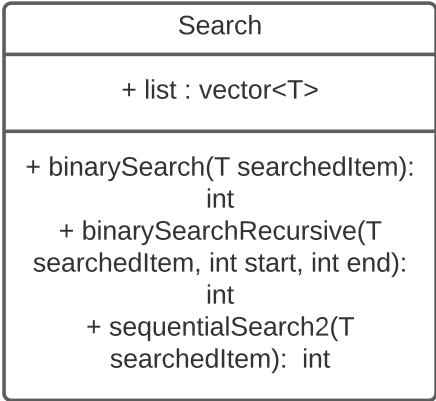 Search
+ list : vector<T>
+ binarySearch(T searchedItem):
int
+ binarySearchRecursive(T
searchedItem, int start, int end):
int
+ sequentialSearch2(T
searchedItem):  int